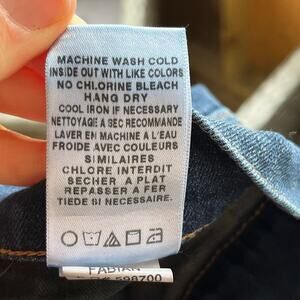 MACHINE WASH COLD
INSIDE OUT WITH LIKE COLORS
NO CHLORINE BLEACH
HANG DRY
COOL IRON IF NECESSARY
NETTOYAGE A SEC RECOMMANDE
LAVER EN MACHINE A L'EAU
FROIDE AVEC COULEURS
SIMILAIRES
CHLORE INTERDIT
SECHER A PLAT
REPASSER A FER
TIEDE SI NECESSAIRE.